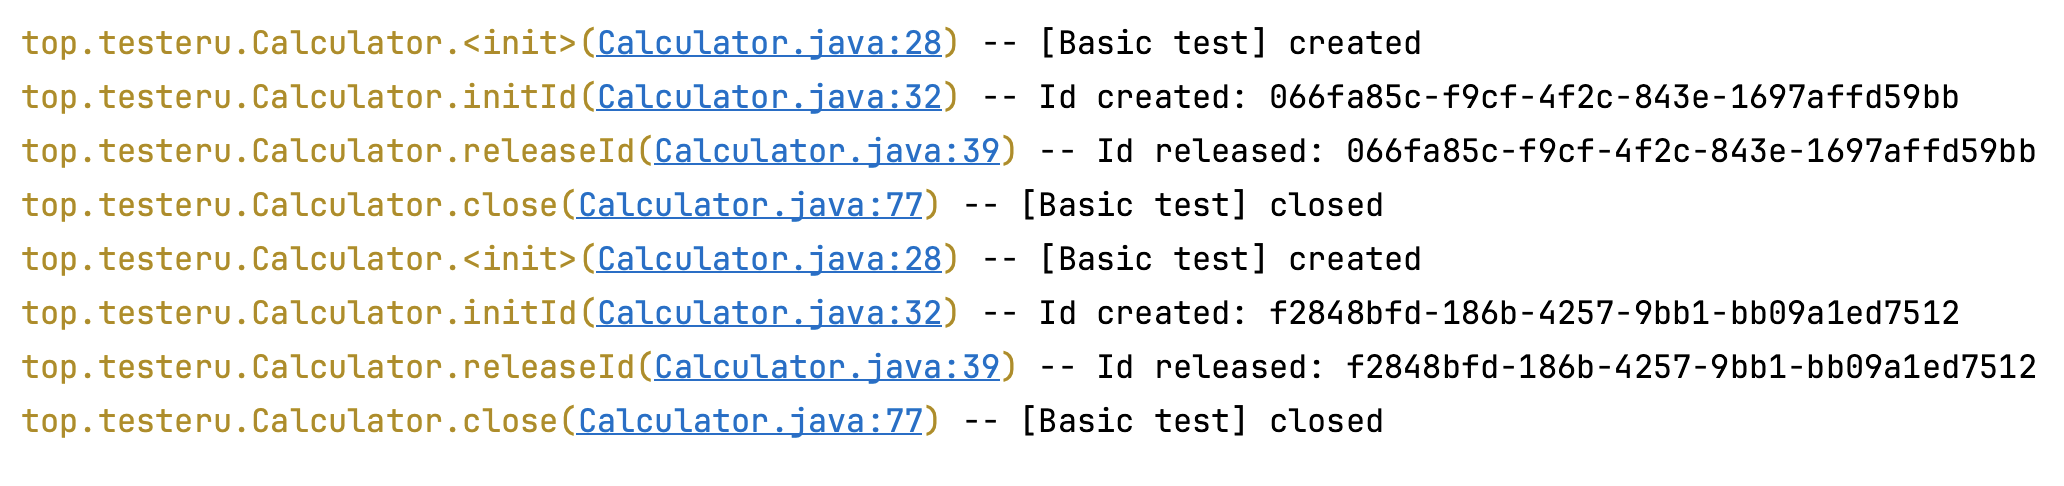 top.testeru.Calculator.<init>(Calculator.java:28) -- [Basic test] created
top.testeru.Calculator.initId(Calculator.java:32) -- Id created: 066fa85c-f9cf-4f2c-843e-1697affd59bb
top.testeru.Calculator.releaseId(Calculator.java:39) -- Id released: 066fa85c-f9cf-4f2c-843e-1697affd59bb
top.testeru.Calculator.close(Calculator.java:77) -- [Basic test] closed
top.testeru.Calculator.<init>(Calculator.java:28) -- [Basic test] created
top.testeru.Calculator.initId(Calculator.java:32) -- Id created: f2848bfd-186b-4257-9bb1-bb09a1ed7512
top.testeru.Calculator.releaseId(Calculator.java:39) -- Id released: f2848bfd-186b-4257-9bb1-bb09a1ed7512
top.testeru.Calculator.close(Calculator.java:77) -- [Basic test] closed